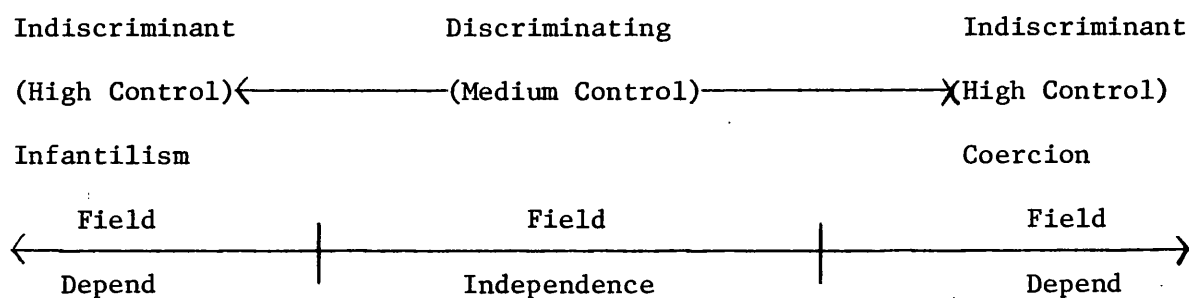 Indiscriminant Discriminating Indiscriminant
(High Control) (Medium Control) (High Control)
Infantilism Coercion
Field Field Field
Depend Independence Depend